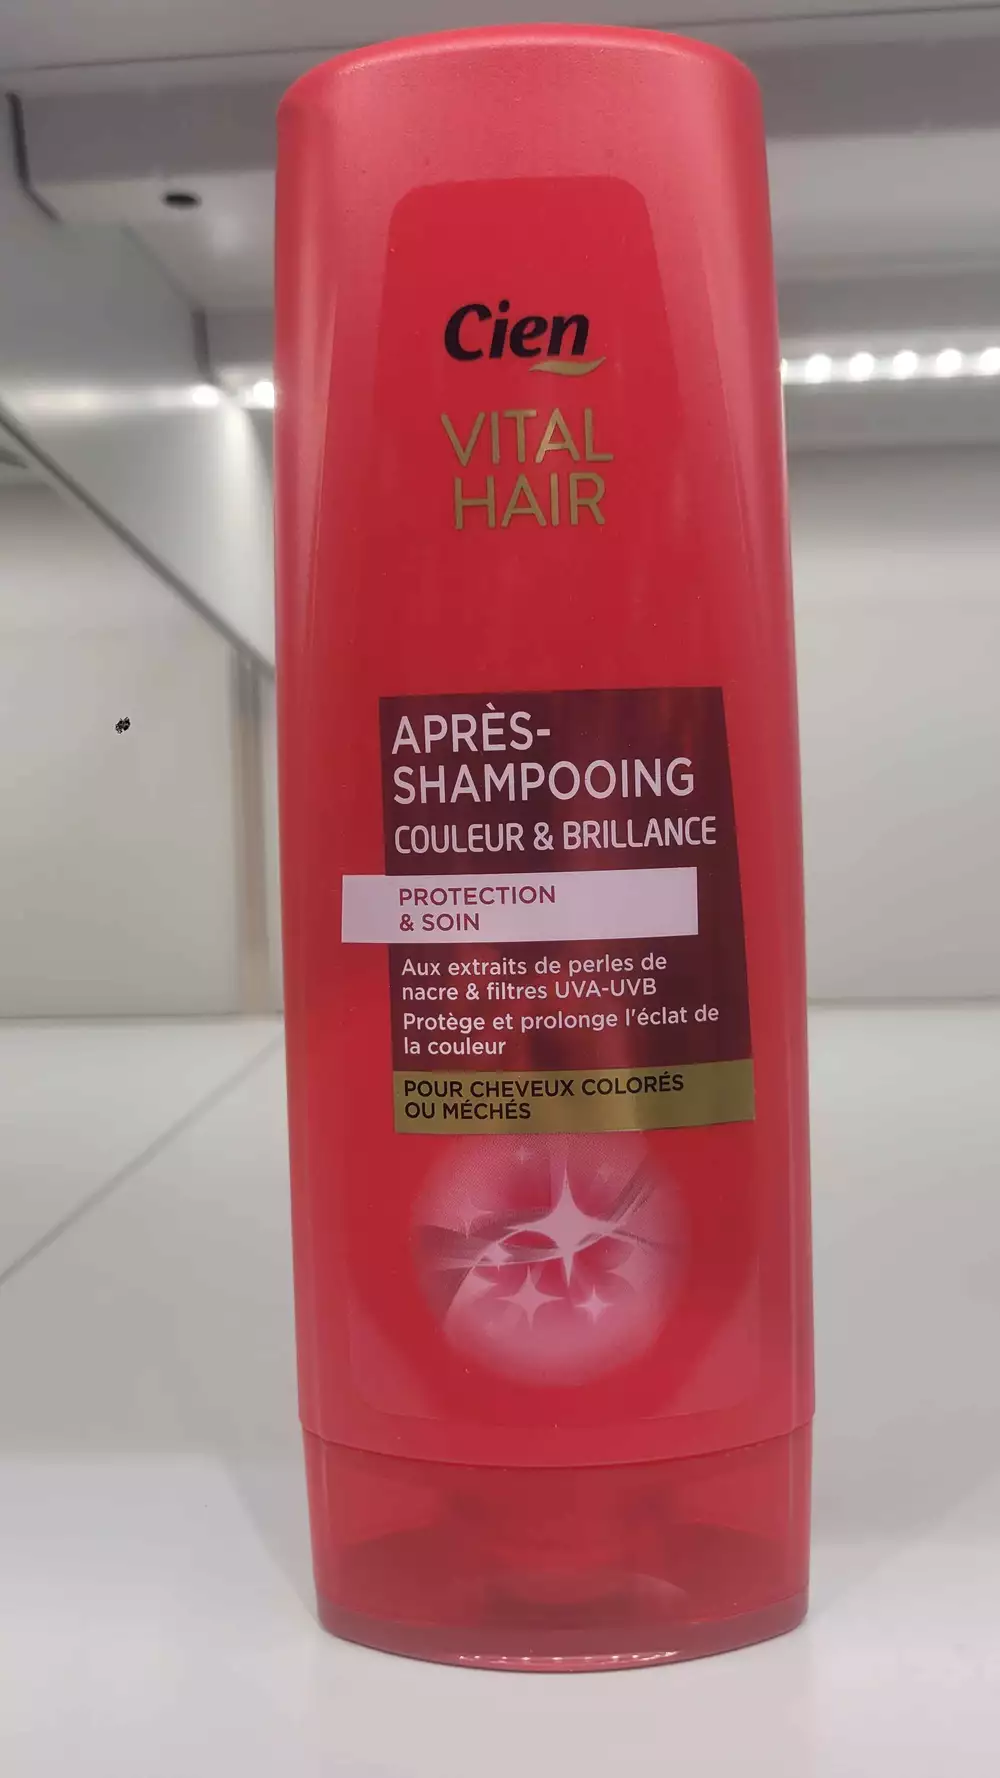 Cien
VITAL
HAIR
APRÈS-
SHAMPOOING
COULEUR & BRILLANCE
PROTECTION
& SOIN
Aux extraits de perles de
nacre & filtres UVA-UVB
Protège et prolonge l'éclat de
la couleur
POUR CHEVEUX COLORÉS
OU MÉCHÉS